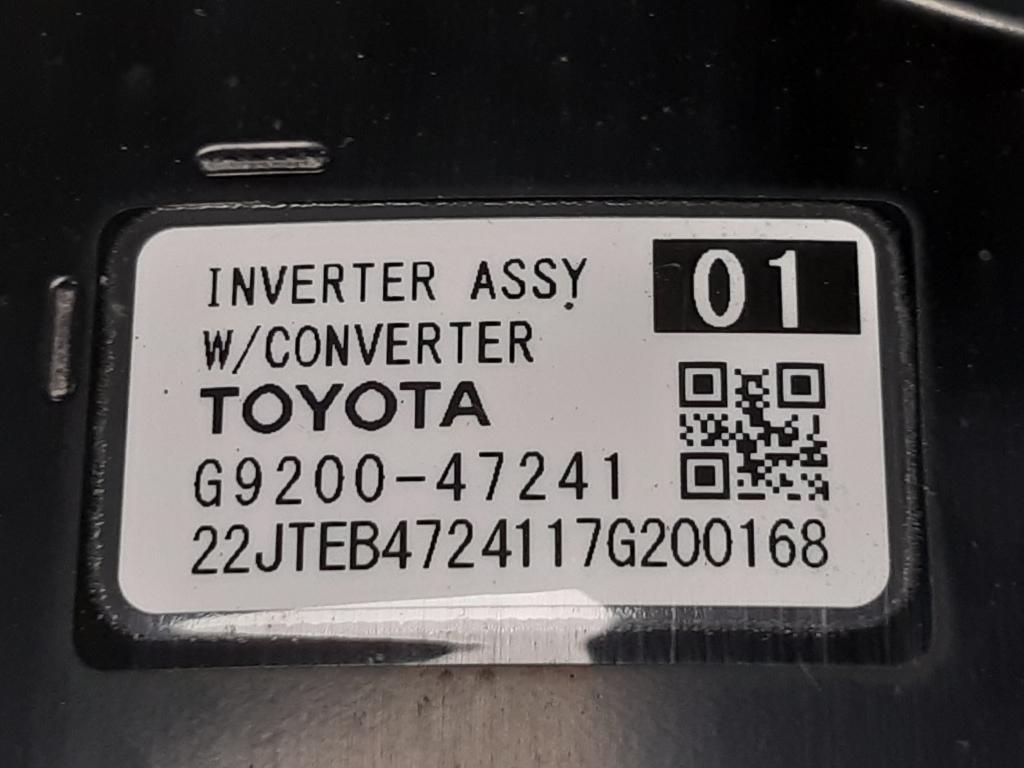 INVERTER ASSY
01
W/CONVERTER
TOYOTA
G9200-47241
22JTEB4724117G200168